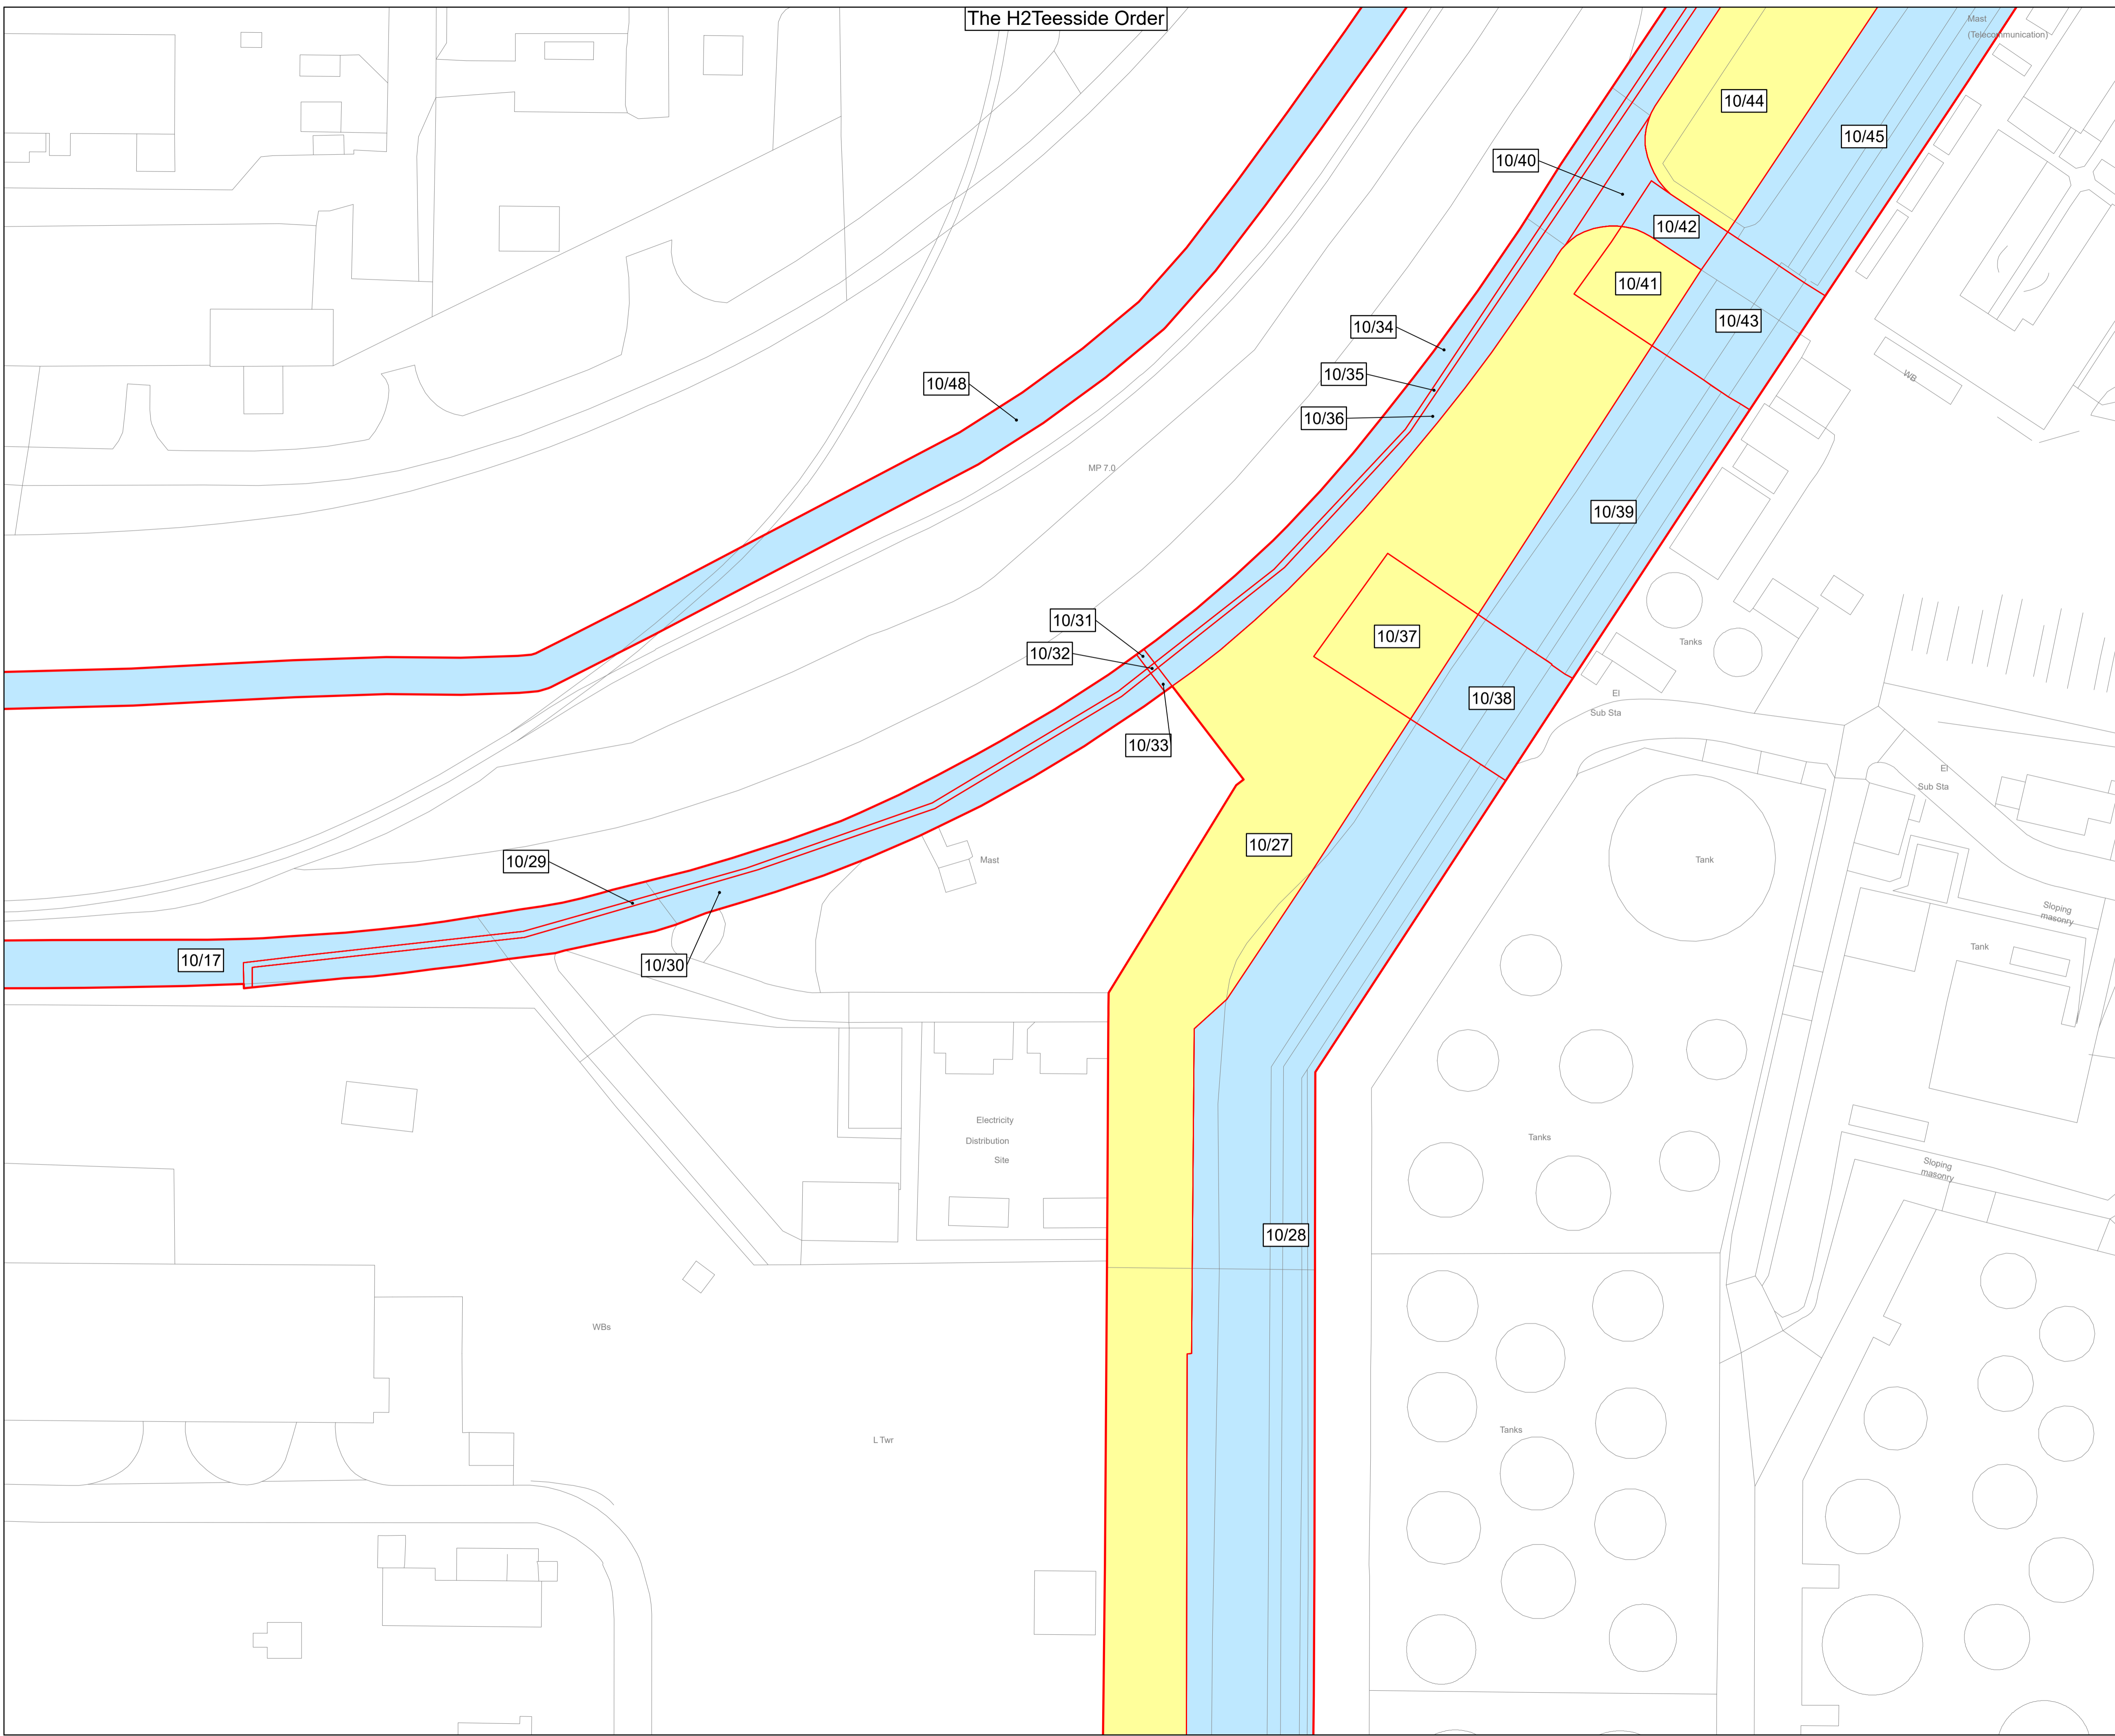 The H2Teesside Order
Mast
(Telecommunication)
10/44
10/45
10/40
10/42
10/41
10/43
10/34
10/35
10/36
10/48
WB
MP 7.0
10/39
10/31
10/32
10/37
Tanks
10/33
10/38
El
Sub Sta
El
Sub Sta
10/27
10/29
Mast
Tank
10/30
10/17
Sloping
masonry
Tank
Electricity
Distribution
Site
Tanks
Sloping
masonry
10/28
WBs
L Twr
Tanks